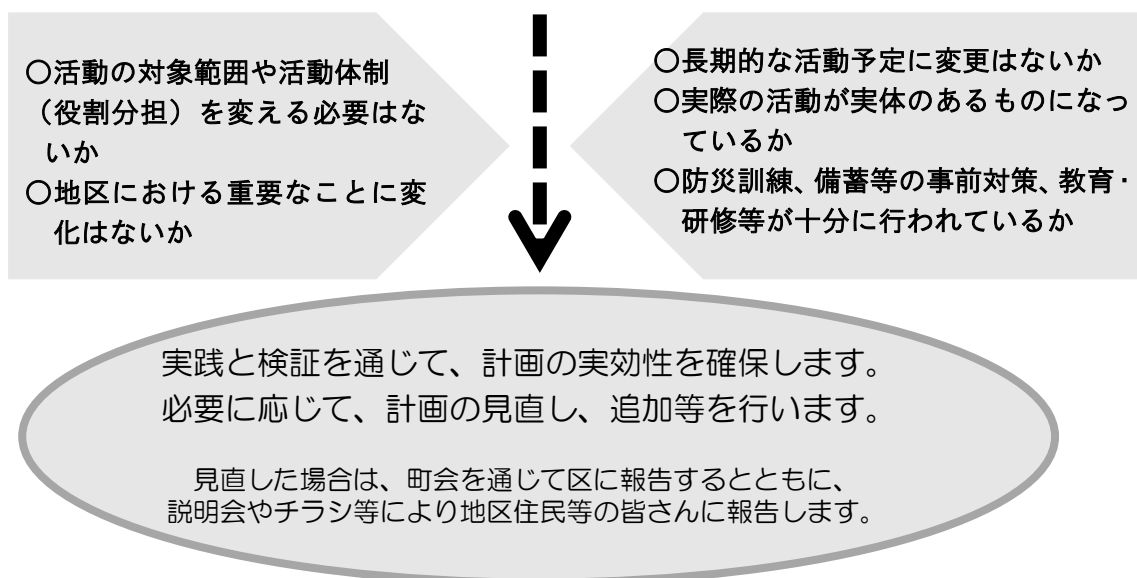 〇活動の対象範囲や活動体制
（役割分担）を変える必要はな
いか
〇地区における重要なことに変
化はないか
〇長期的な活動予定に変更はないか
〇実際の活動が実体のあるものになっ
ているか
〇防災訓練、備蓄等の事前対策、教育・
研修等が十分に行われているか
実践と検証を通じて、計画の実効性を確保します。
必要に応じて、計画の見直し、追加等を行います。
見直した場合は、町会を通じて区に報告するとともに、
説明会やチラシ等により地区住民等の皆さんに報告します。